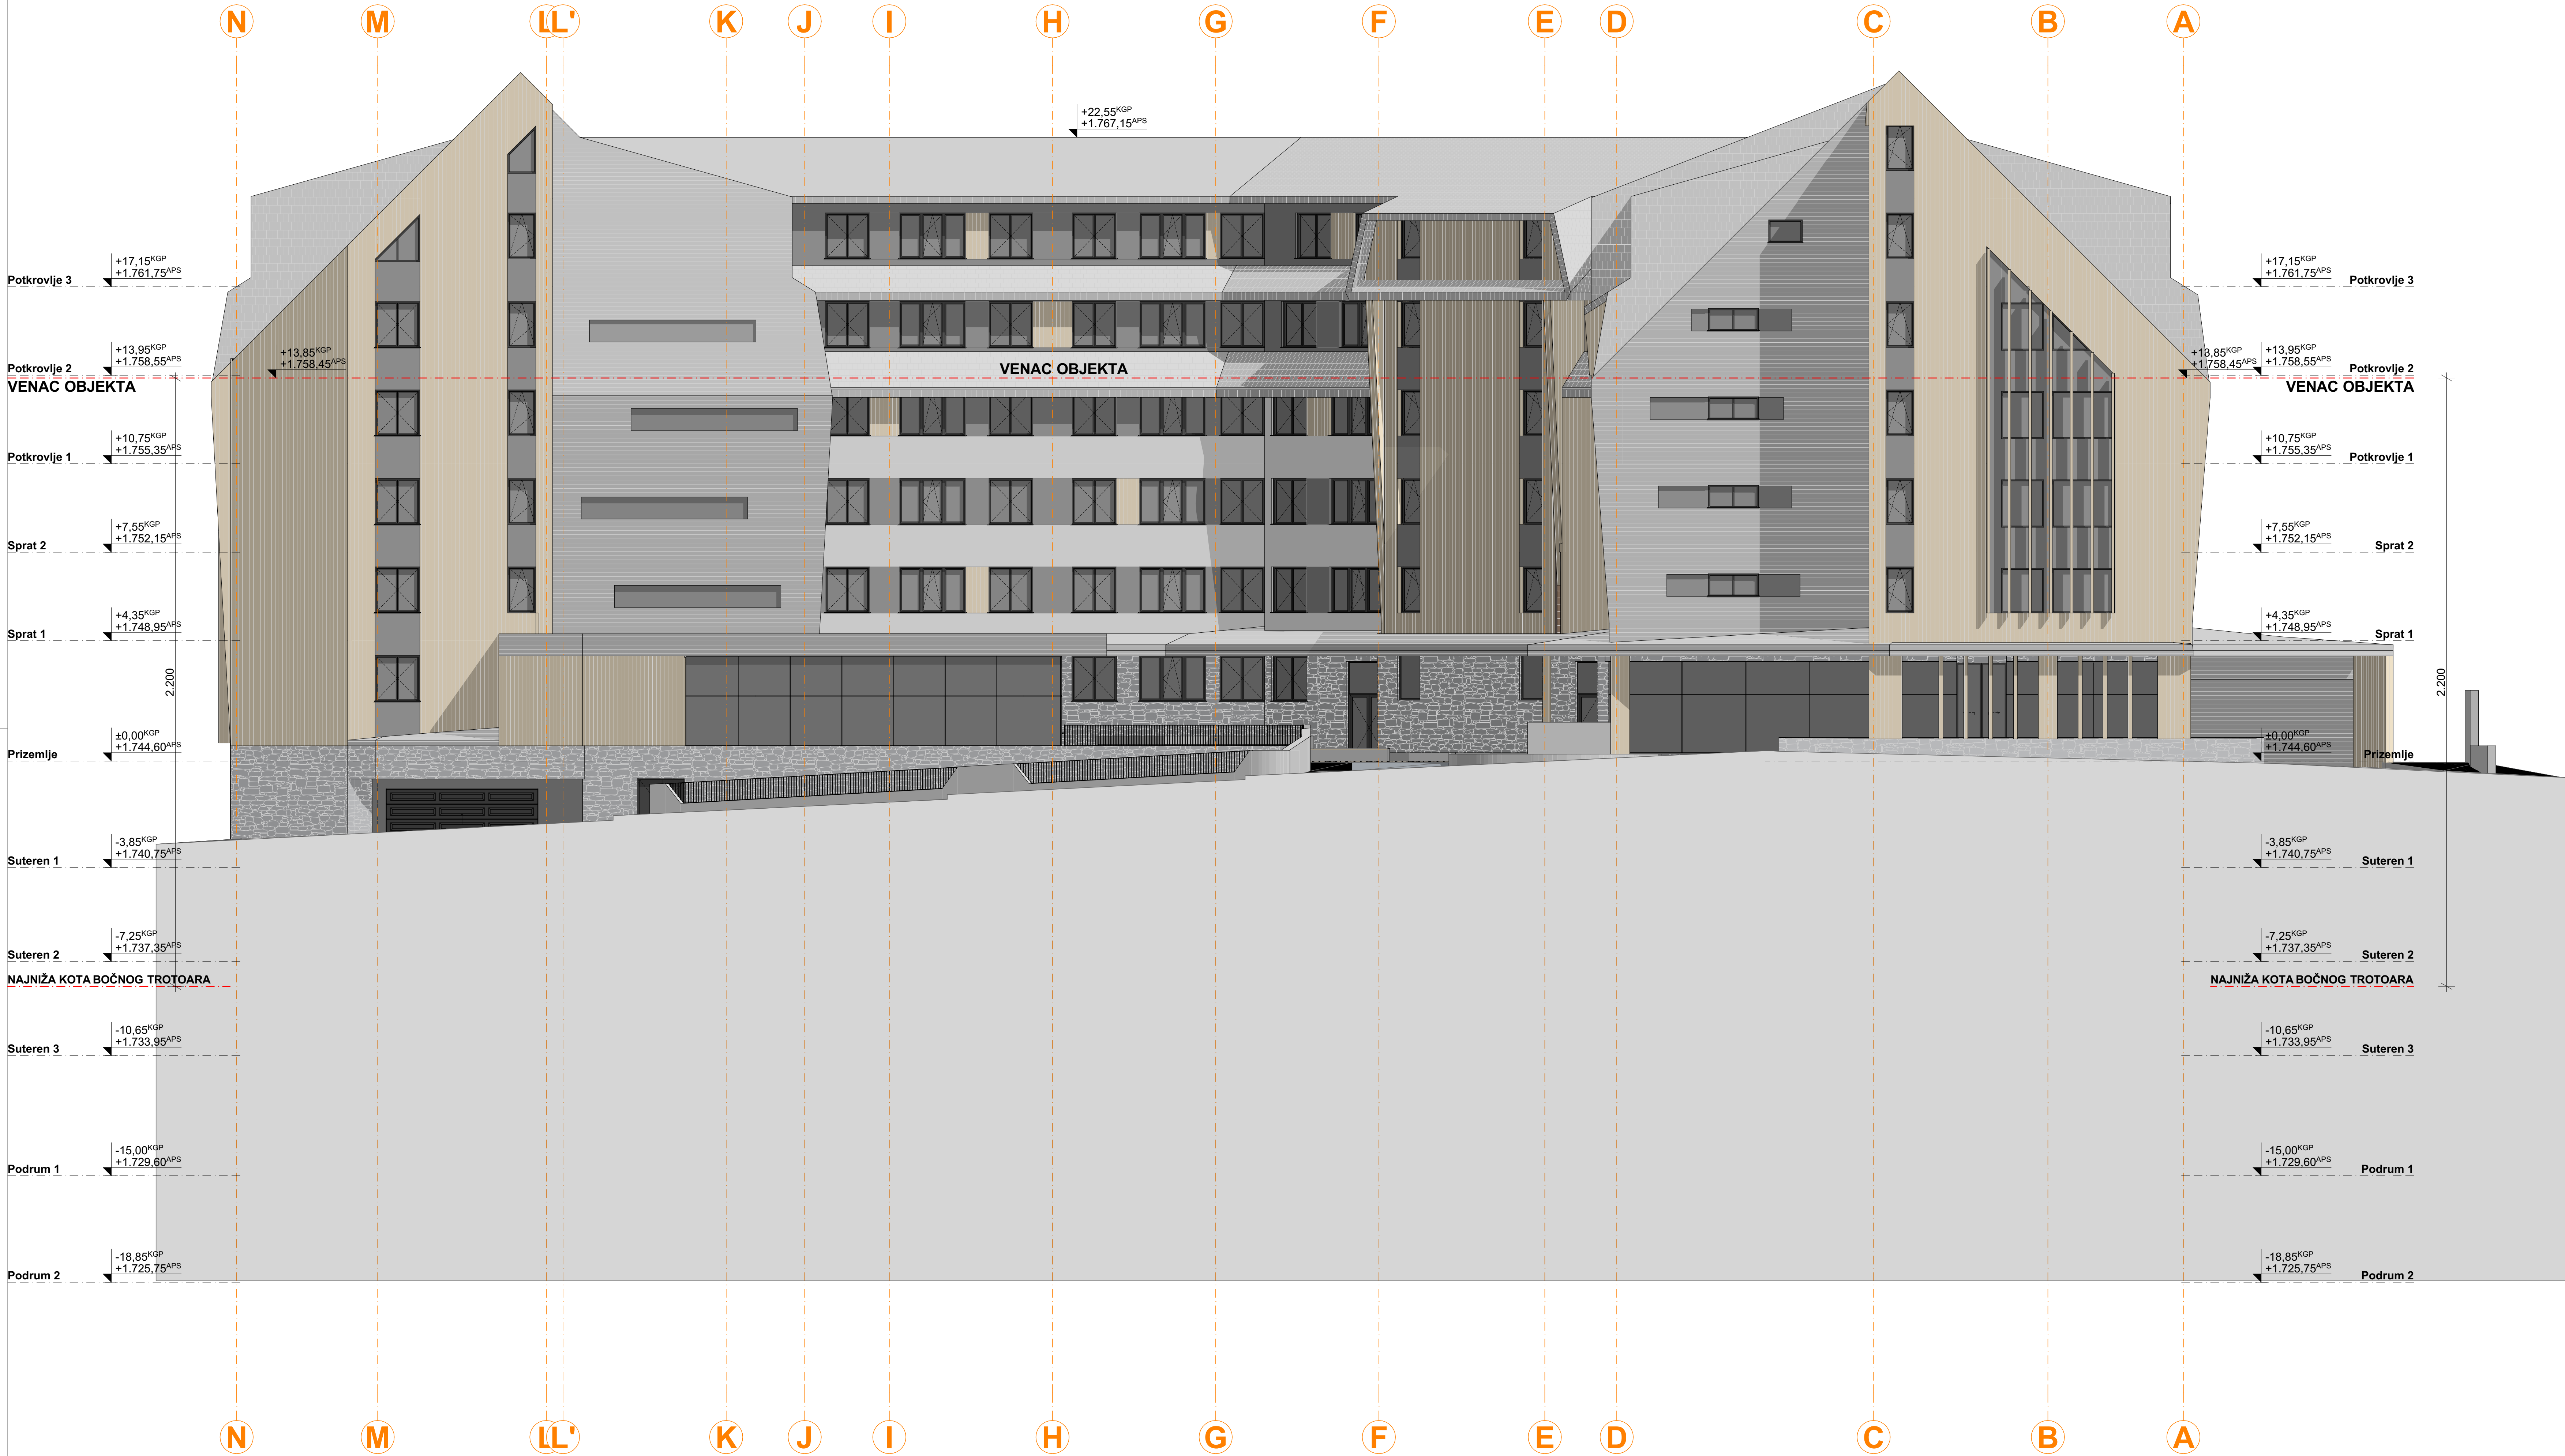 N M L L' K J I H G F E D C B A
+22,55KGP
+1.767,15APS
+17,15KGP
+1.761,75APS
Potkrovlje 3
+17,15KGP
+1.761,75APS
Potkrovlje 3
+13,95KGP
+1.758,55APS
Potkrovlje 2
+13,85KGP
+1.758,45APS
VENAC OBJEKTA
VENAC OBJEKTA
+13,85KGP
+1.758,45APS
+13,95KGP
+1.758,55APS
Potkrovlje 2
VENAC OBJEKTA
+10,75KGP
+1.755,35APS
Potkrovlje 1
+10,75KGP
+1.755,35APS
Potkrovlje 1
+7,55KGP
+1.752,15APS
Sprat 2
+7,55KGP
+1.752,15APS
Sprat 2
+4,35KGP
+1.748,95APS
Sprat 1
+4,35KGP
+1.748,95APS
Sprat 1
2.200
2.200
±0,00KGP
+1.744,60APS
Prizemlje
±0,00KGP
+1.744,60APS
Prizemlje
-3,85KGP
+1.740,75APS
Suteren 1
-3,85KGP
+1.740,75APS
Suteren 1
-7,25KGP
+1.737,35APS
Suteren 2
-7,25KGP
+1.737,35APS
Suteren 2
NAJNIŽA KOTA BOČNOG TROTOARA
NAJNIŽA KOTA BOČNOG TROTOARA
-10,65KGP
+1.733,95APS
Suteren 3
-10,65KGP
+1.733,95APS
Suteren 3
-15,00KGP
+1.729,60APS
Podrum 1
-15,00KGP
+1.729,60APS
Podrum 1
-18,85KGP
+1.725,75APS
Podrum 2
-18,85KGP
+1.725,75APS
Podrum 2
N M L L' K J I H G F E D C B A